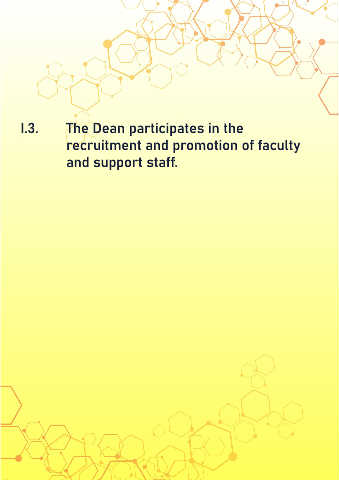 I.3. The Dean participates in the
recruitment and promotion of faculty
and support staff.